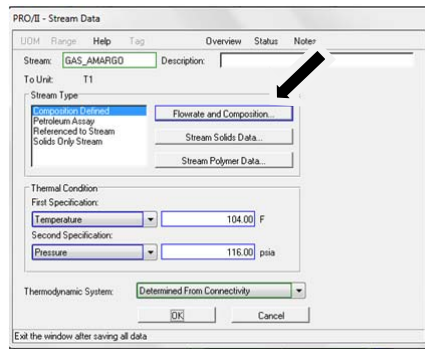 PRO/II - Stream Data
UOM Range Help Tag Overview Status Notes
Stream: GAS_AMARGO Description:
To Unit: T1
Stream Type
Composition Defined
Petroleum Assay
Referenced to Stream
Solids Only Stream
Flowrate and Composition...
Stream Solids Data...
Stream Polymer Data...
Thermal Condition
First Specification:
Temperature 104.00 F
Second Specification:
Pressure 116.00 psia
Thermodynamic System: Determined From Connectivity
OK Cancel
Exit the window after saving all data